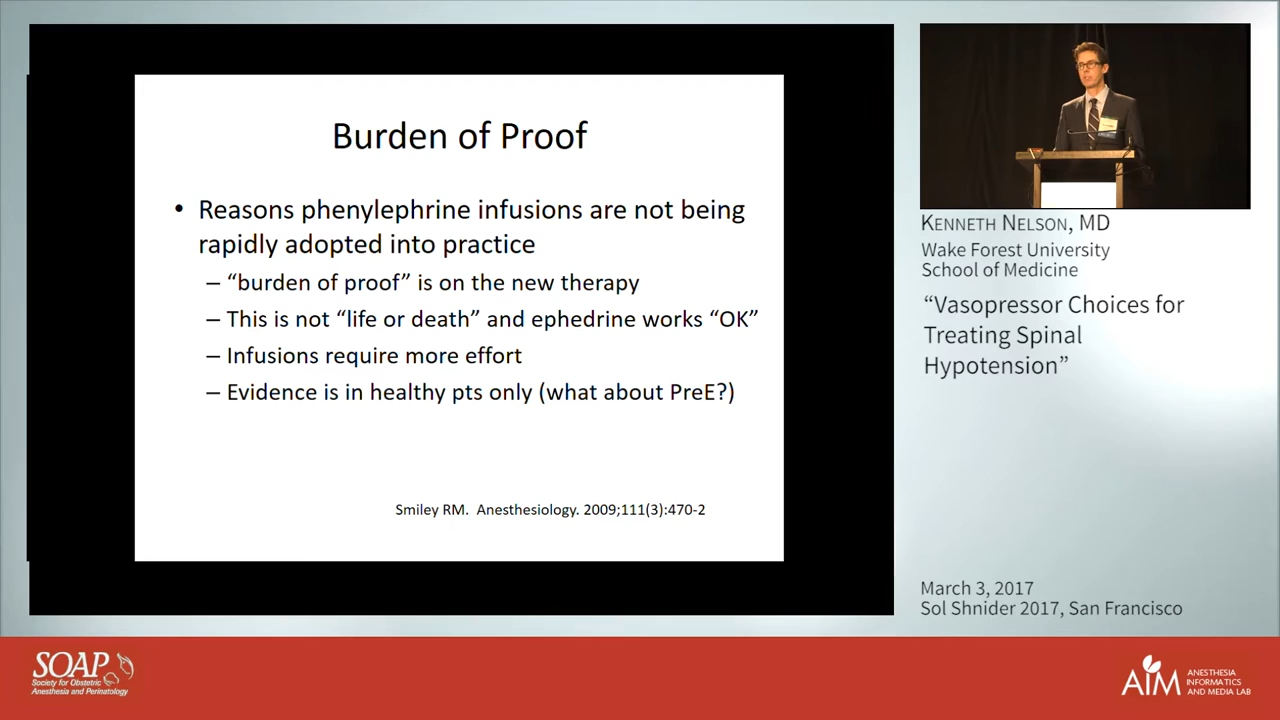 Burden of Proof
• Reasons phenylephrine infusions are not being
rapidly adopted into practice
– “burden of proof” is on the new therapy
– This is not “life or death” and ephedrine works “OK”
– Infusions require more effort
– Evidence is in healthy pts only (what about PreE?)
Smiley RM. Anesthesiology. 2009;111(3):470-2
KENNETH NELSON, MD
Wake Forest University
School of Medicine
“Vasopressor Choices for
Treating Spinal
Hypotension”
March 3, 2017
Sol Shnider 2017, San Francisco
SOAP
Society for Obstetric
Anesthesia and Perinatology
AIM
ANESTHESIA
INFORMATICS
AND MEDIA LAB